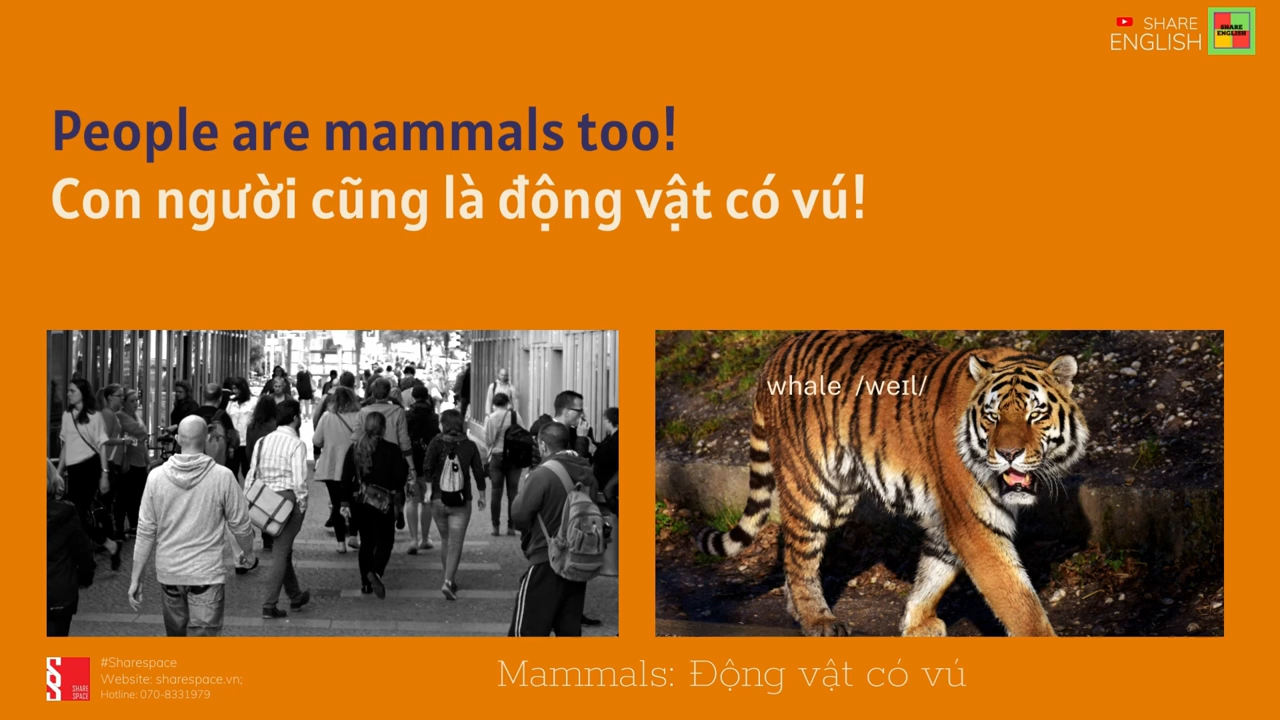 SHARE
ENGLISH
SHARE
ENGLISH
People are mammals too!
Con người cũng là động vật có vú!
whale /weɪl/
SHARE
SPACE
#Sharespace
Website: sharespace.vn;
Hotline: 070-8331979
Mammals: Động vật có vú